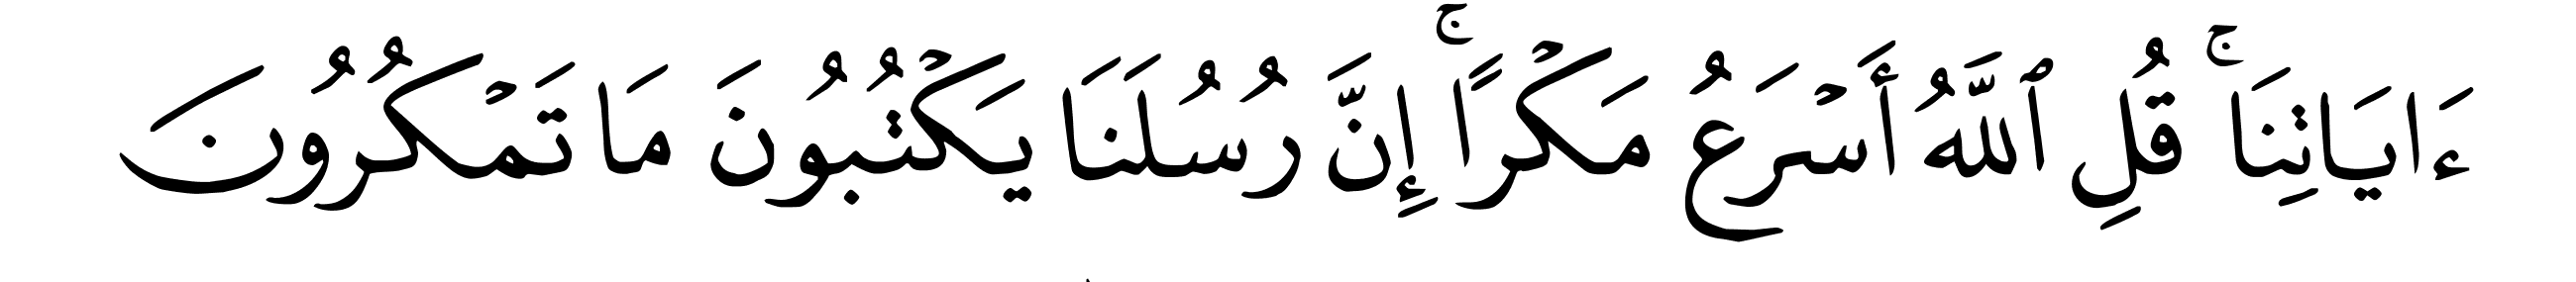 ءَايَاتِنَا ۚ قُلِ ٱللَّهُ أَسْرَعُ مَكْرًا ۚ إِنَّ رُسُلَنَا يَكْتُبُونَ مَا تَمْكُرُونَ